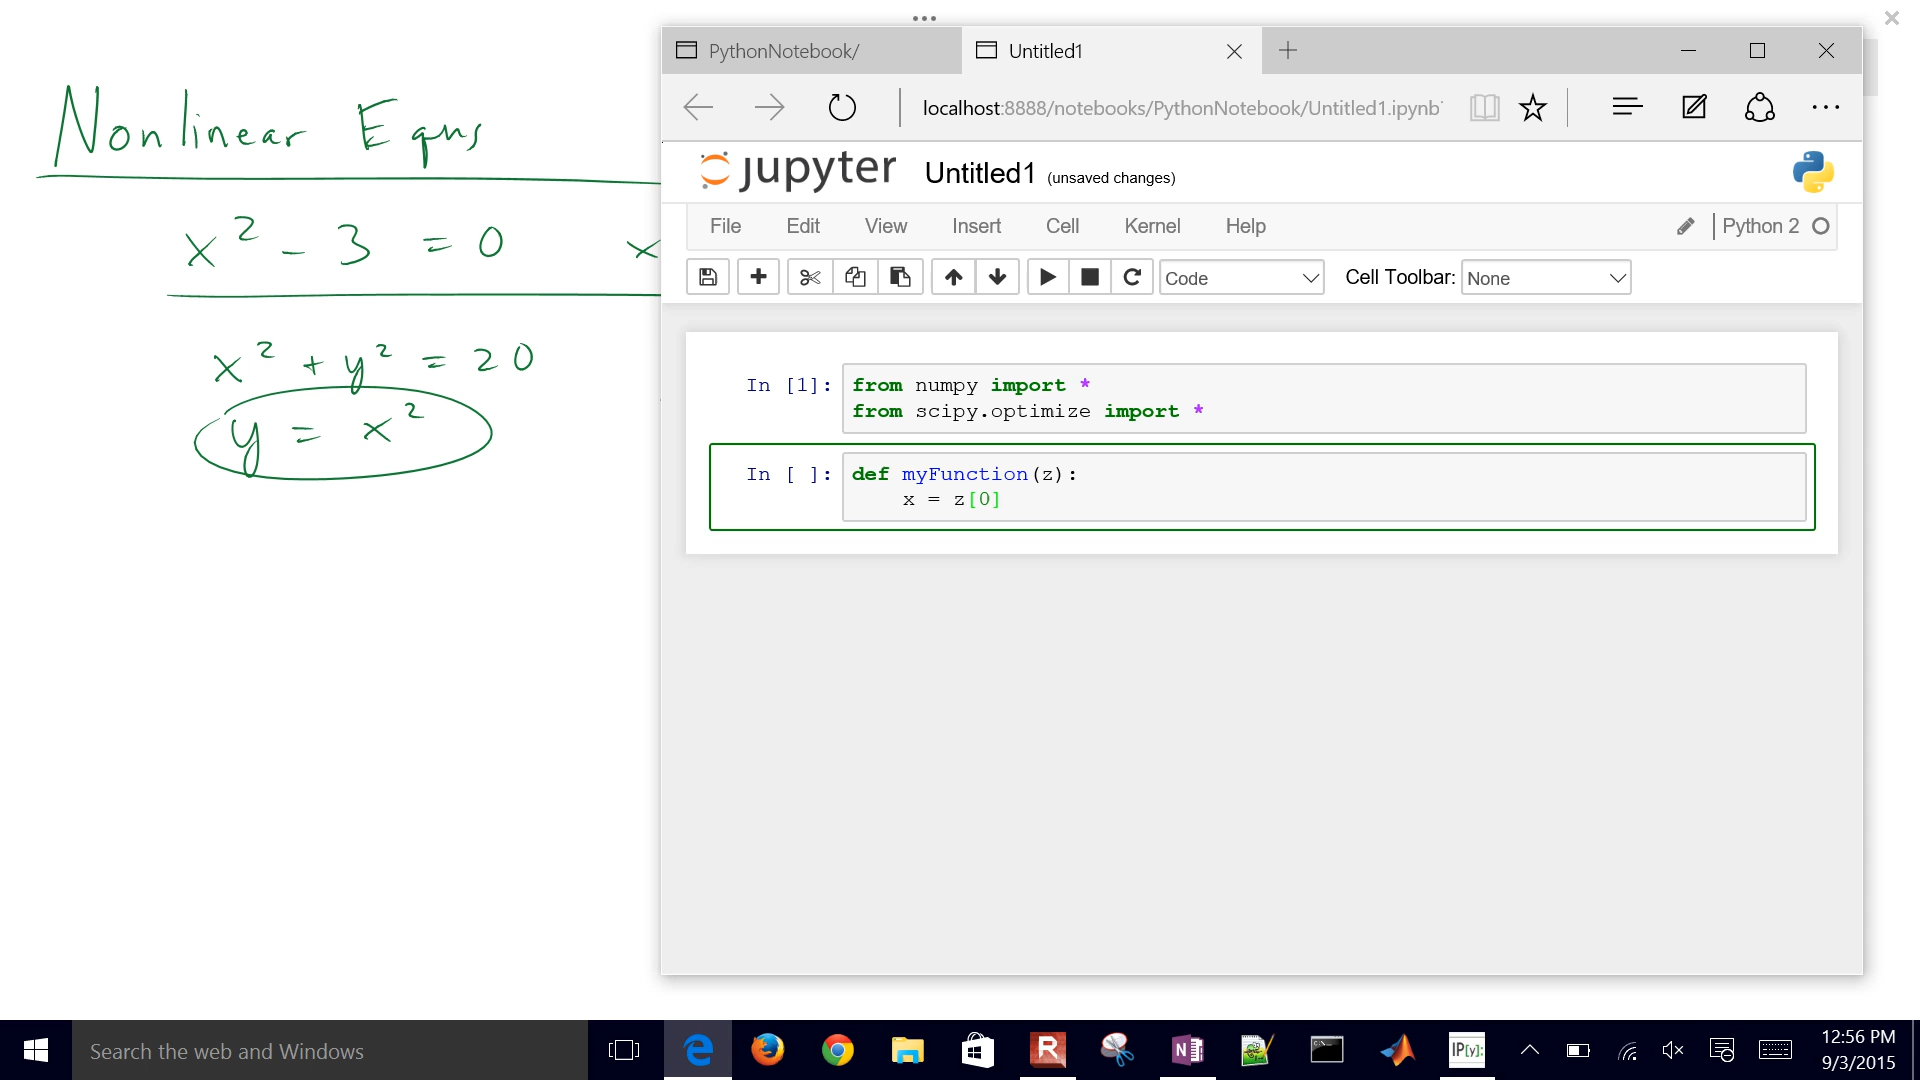 Nonlinear Eqns
x² - 3 = 0 x
x² + y² = 20
y = x²
PythonNotebook/
Untitled1
localhost:8888/notebooks/PythonNotebook/Untitled1.ipynb
jupyter Untitled1 (unsaved changes)
File Edit View Insert Cell Kernel Help Python 2
Code Cell Toolbar: None
In [1]: from numpy import *
from scipy.optimize import *
In [ ]: def myFunction(z):
x = z[0]
Search the web and Windows
R
N
C:\_
IP[y]:
12:56 PM
9/3/2015